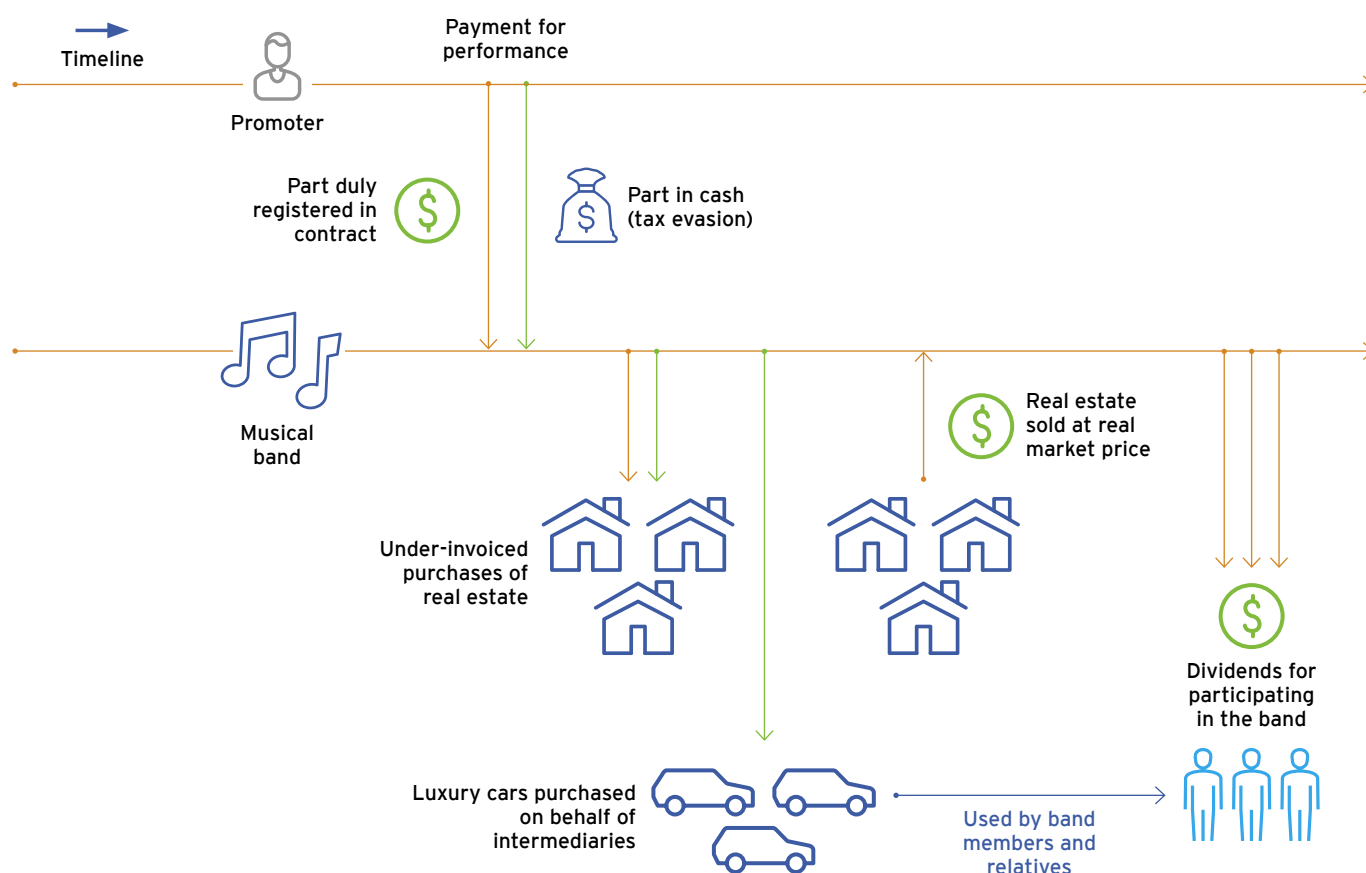 Timeline
Promoter
Payment for
performance
Part duly
registered in
contract
$
$
Part in cash
(tax evasion)
Musical
band
$
Real estate
sold at real
market price
Under-invoiced
purchases of
real estate
$
Dividends for
participating
in the band
Luxury cars purchased
on behalf of
intermediaries
Used by band
members and
relatives